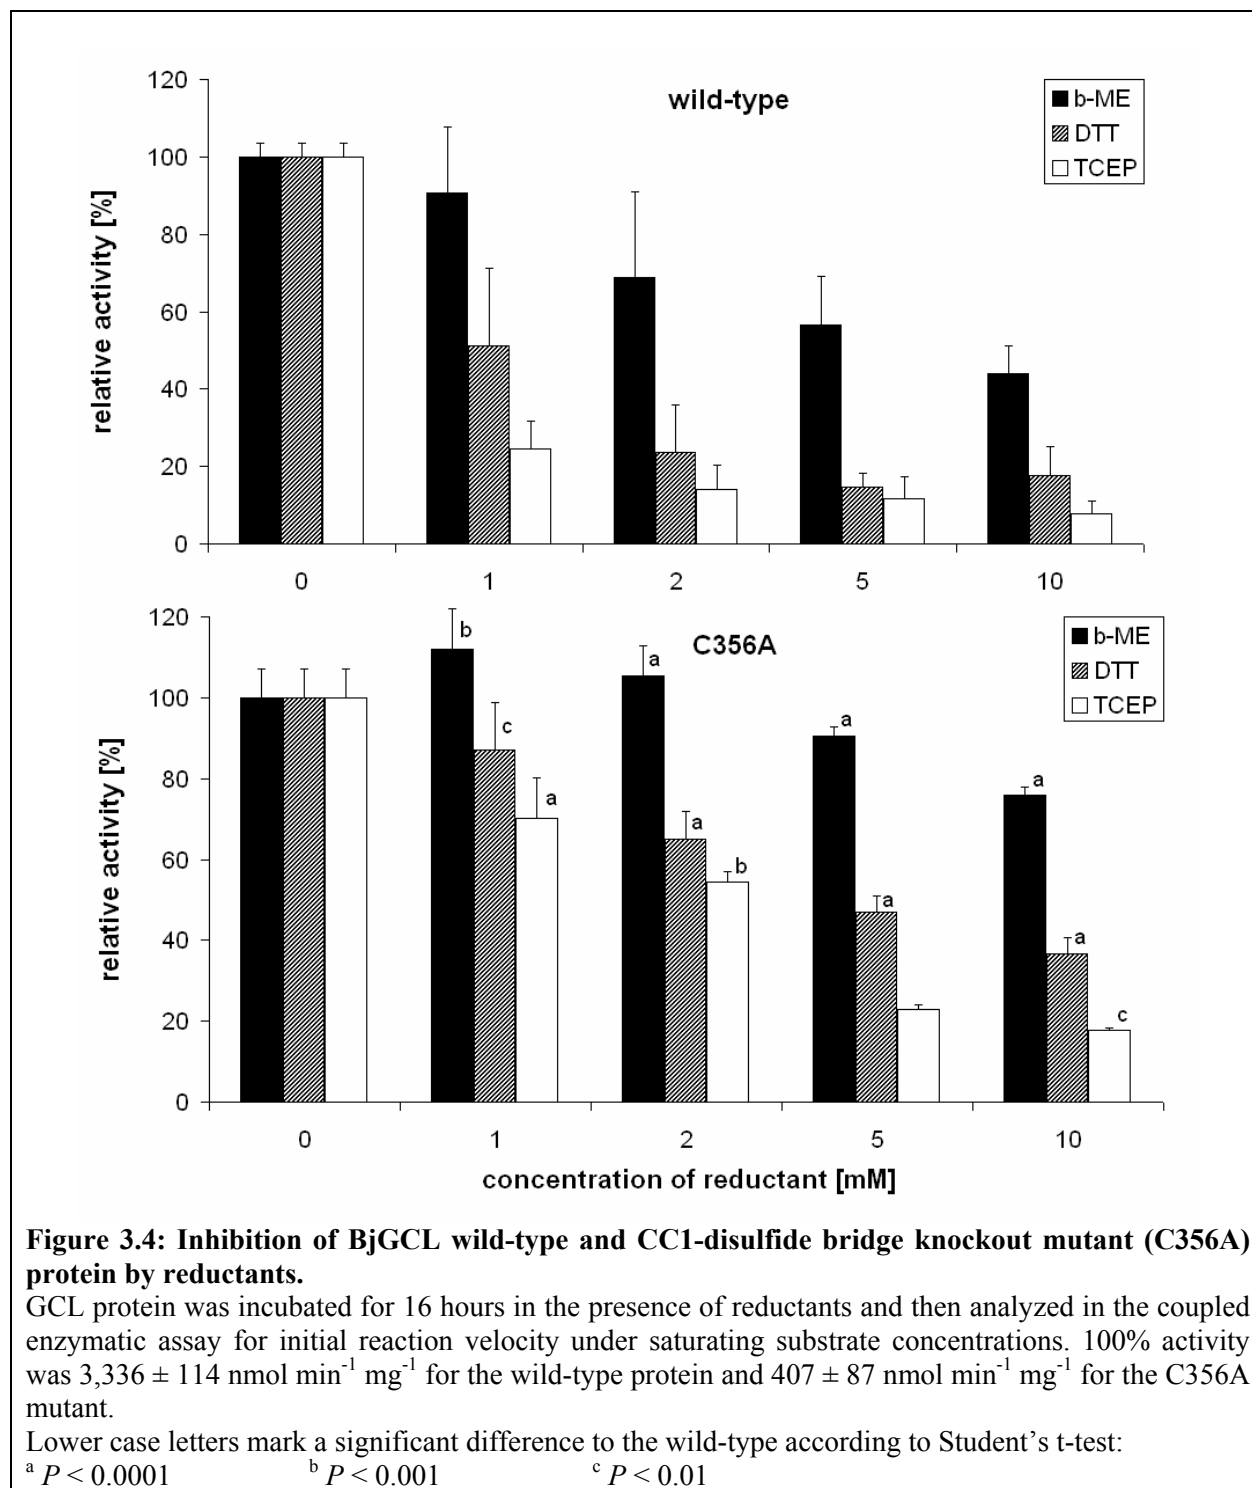 120
100
80
60
40
20
0
relative activity [%]
wild-type
b-ME
DTT
TCEP
0 1 2 5 10
120
100
80
60
40
20
0
relative activity [%]
C356A
b-ME
DTT
TCEP
b
c
a
a
a
b
a
a
a
a
c
0 1 2 5 10
concentration of reductant [mM]
Figure 3.4: Inhibition of BjGCL wild-type and CC1-disulfide bridge knockout mutant (C356A)
protein by reductants.
GCL protein was incubated for 16 hours in the presence of reductants and then analyzed in the coupled
enzymatic assay for initial reaction velocity under saturating substrate concentrations. 100% activity
was 3,336 ± 114 nmol min⁻¹ mg⁻¹ for the wild-type protein and 407 ± 87 nmol min⁻¹ mg⁻¹ for the C356A
mutant.
Lower case letters mark a significant difference to the wild-type according to Student’s t-test:
ᵃ P < 0.0001 ᵇ P < 0.001 ᶜ P < 0.01